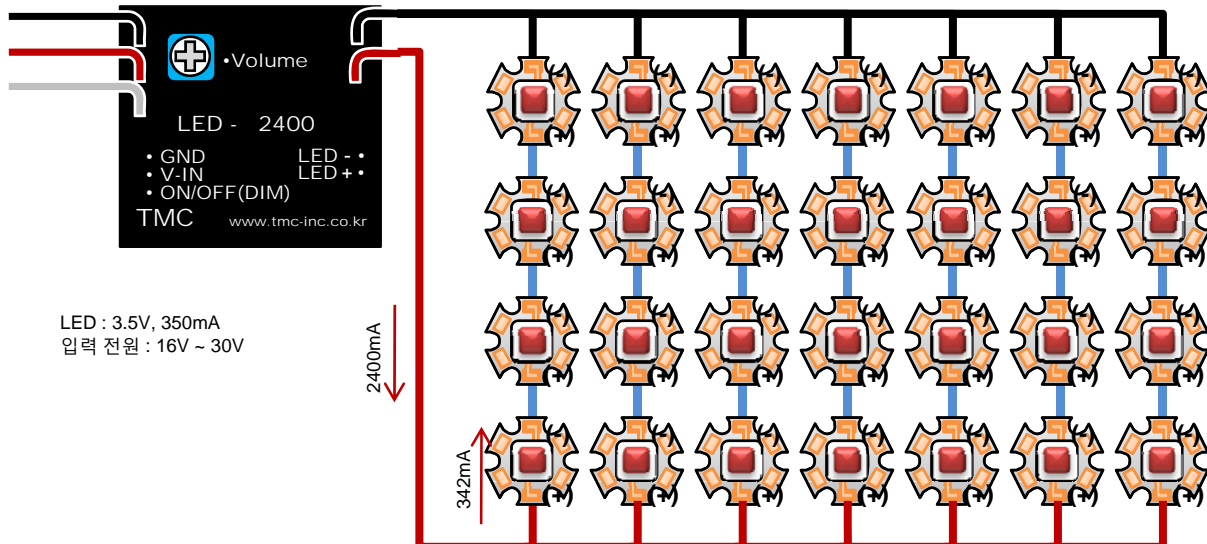 •Volume
LED - 2400
• GND LED - •
• V-IN LED + •
• ON/OFF(DIM)
TMC www.tmc-inc.co.kr
LED : 3.5V, 350mA
입력 전원 : 16V ~ 30V
2400mA
342mA
(-) (-) (-) (-) (-) (-) (-)
(+) (+) (+) (+) (+) (+) (+)
(-) (-) (-) (-) (-) (-) (-)
(+) (+) (+) (+) (+) (+) (+)
(-) (-) (-) (-) (-) (-) (-)
(+) (+) (+) (+) (+) (+) (+)
(-) (-) (-) (-) (-) (-) (-)
(+) (+) (+) (+) (+) (+) (+)